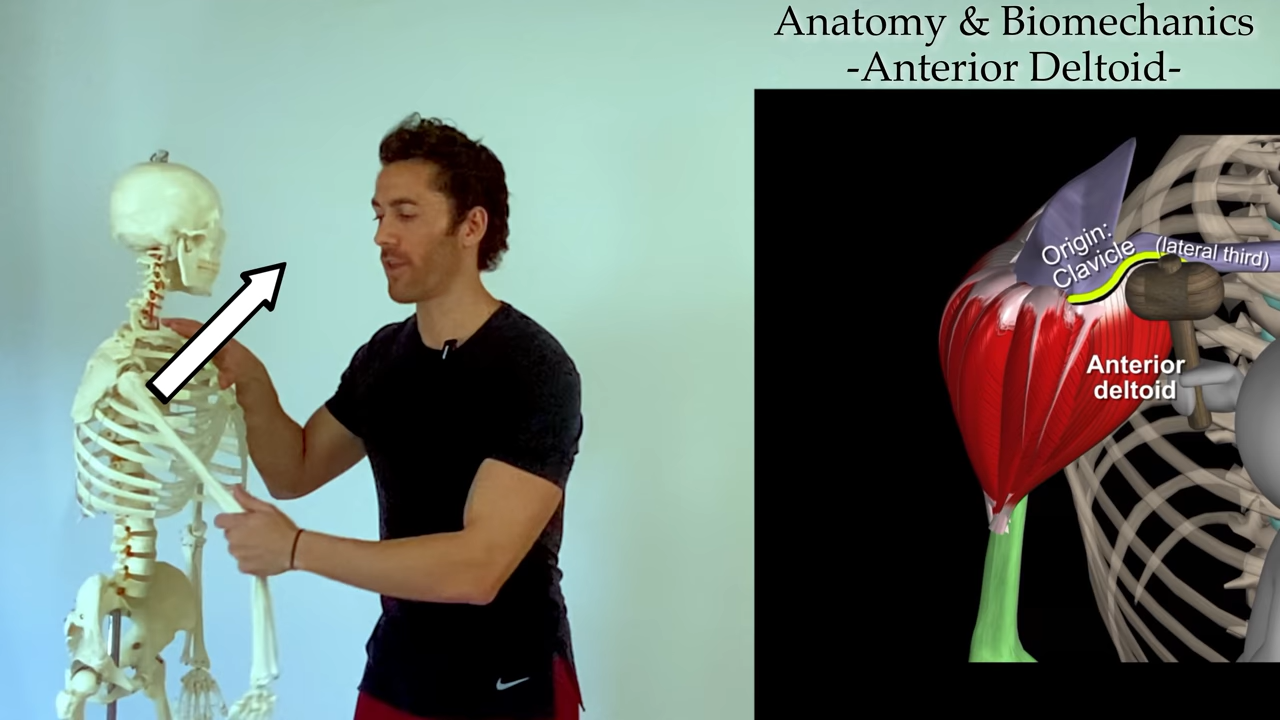 Anatomy & Biomechanics
-Anterior Deltoid-
Origin:
Clavicle
(lateral third)
Anterior
deltoid